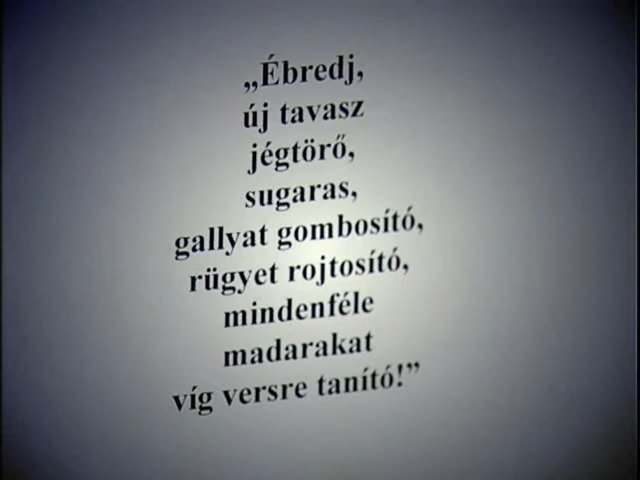 „Ébredj,
új tavasz
jégtörő,
sugaras,
gallyat gombosító,
rügyet rojtosító,
mindenféle
madarakat
víg versre tanító!”